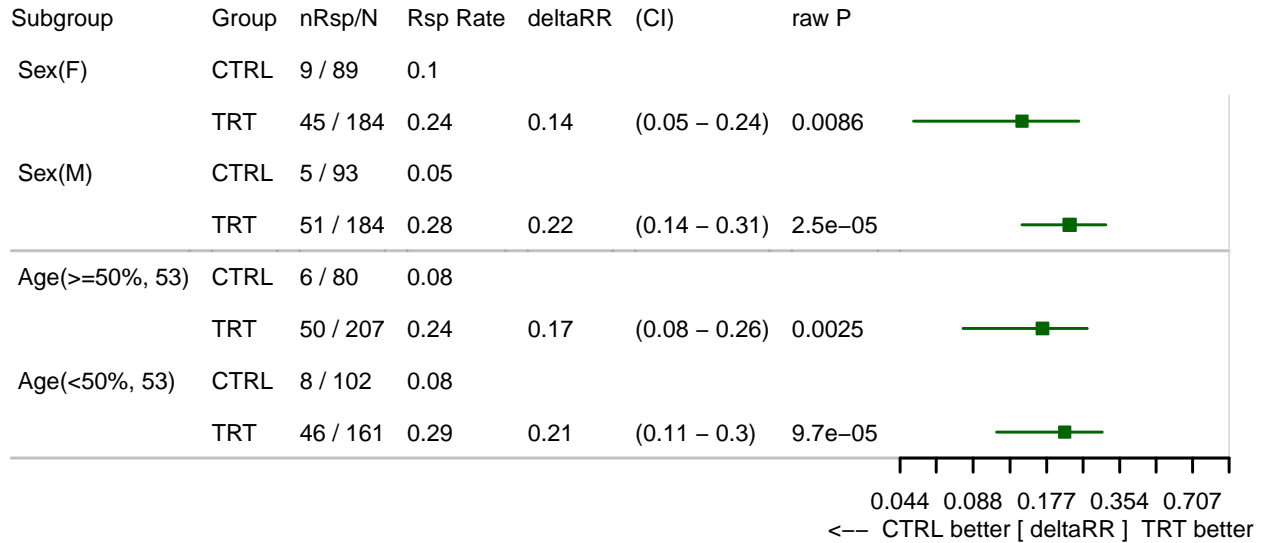 Subgroup Group nRsp/N Rsp Rate deltaRR (CI) raw P
Sex(F) CTRL 9 / 89 0.1
TRT 45 / 184 0.24 0.14 (0.05 − 0.24) 0.0086
Sex(M) CTRL 5 / 93 0.05
TRT 51 / 184 0.28 0.22 (0.14 − 0.31) 2.5e−05
Age(>=50%, 53) CTRL 6 / 80 0.08
TRT 50 / 207 0.24 0.17 (0.08 − 0.26) 0.0025
Age(<50%, 53) CTRL 8 / 102 0.08
TRT 46 / 161 0.29 0.21 (0.11 − 0.3) 9.7e−05
0.044 0.088 0.177 0.354 0.707
<−− CTRL better [ deltaRR ] TRT better